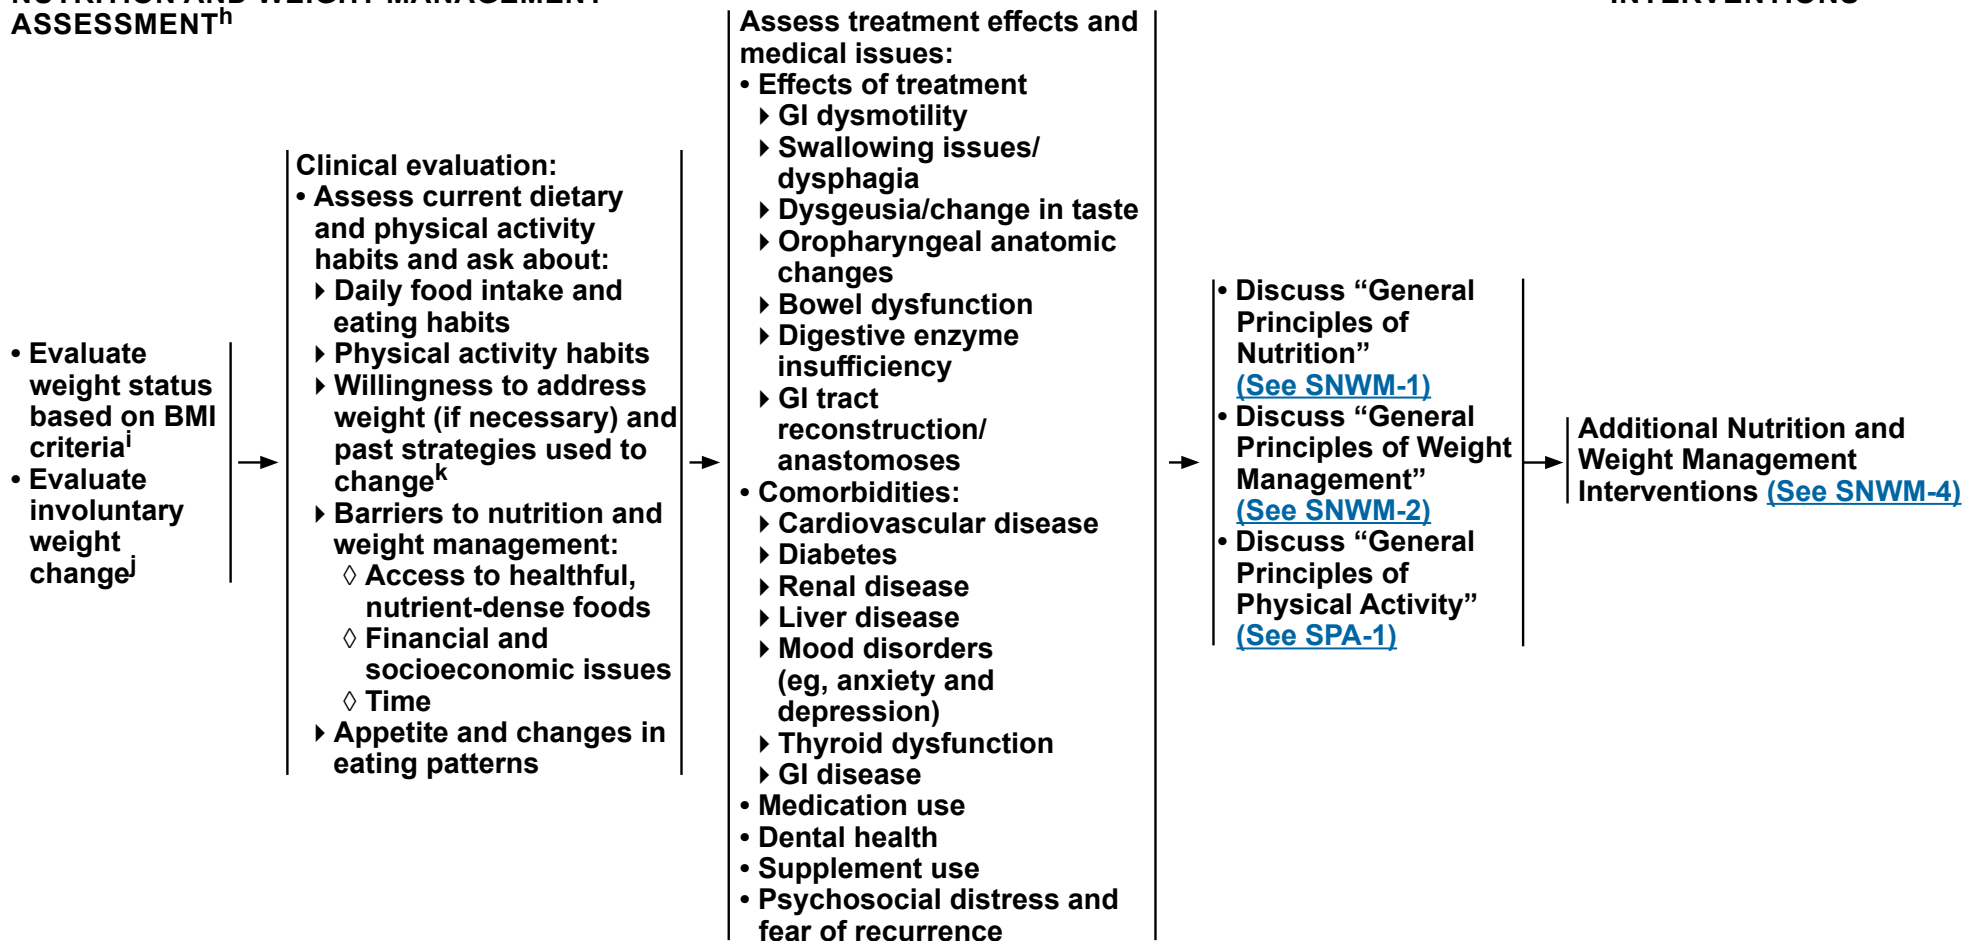 NUTRITION AND WEIGHT MANAGEMENT
ASSESSMENTh
INTERVENTIONS
• Evaluate
weight status
based on BMI
criteriai
• Evaluate
involuntary
weight
changej
Clinical evaluation:
• Assess current dietary
and physical activity
habits and ask about:
▸ Daily food intake and
eating habits
▸ Physical activity habits
▸ Willingness to address
weight (if necessary) and
past strategies used to
changek
▸ Barriers to nutrition and
weight management:
◊ Access to healthful,
nutrient-dense foods
◊ Financial and
socioeconomic issues
◊ Time
▸ Appetite and changes in
eating patterns
Assess treatment effects and
medical issues:
• Effects of treatment
▸ GI dysmotility
▸ Swallowing issues/
dysphagia
▸ Dysgeusia/change in taste
▸ Oropharyngeal anatomic
changes
▸ Bowel dysfunction
▸ Digestive enzyme
insufficiency
▸ GI tract
reconstruction/
anastomoses
• Comorbidities:
▸ Cardiovascular disease
▸ Diabetes
▸ Renal disease
▸ Liver disease
▸ Mood disorders
(eg, anxiety and
depression)
▸ Thyroid dysfunction
▸ GI disease
• Medication use
• Dental health
• Supplement use
• Psychosocial distress and
fear of recurrence
• Discuss “General
Principles of
Nutrition”
(See SNWM-1)
• Discuss “General
Principles of Weight
Management”
(See SNWM-2)
• Discuss “General
Principles of
Physical Activity”
(See SPA-1)
Additional Nutrition and
Weight Management
Interventions (See SNWM-4)